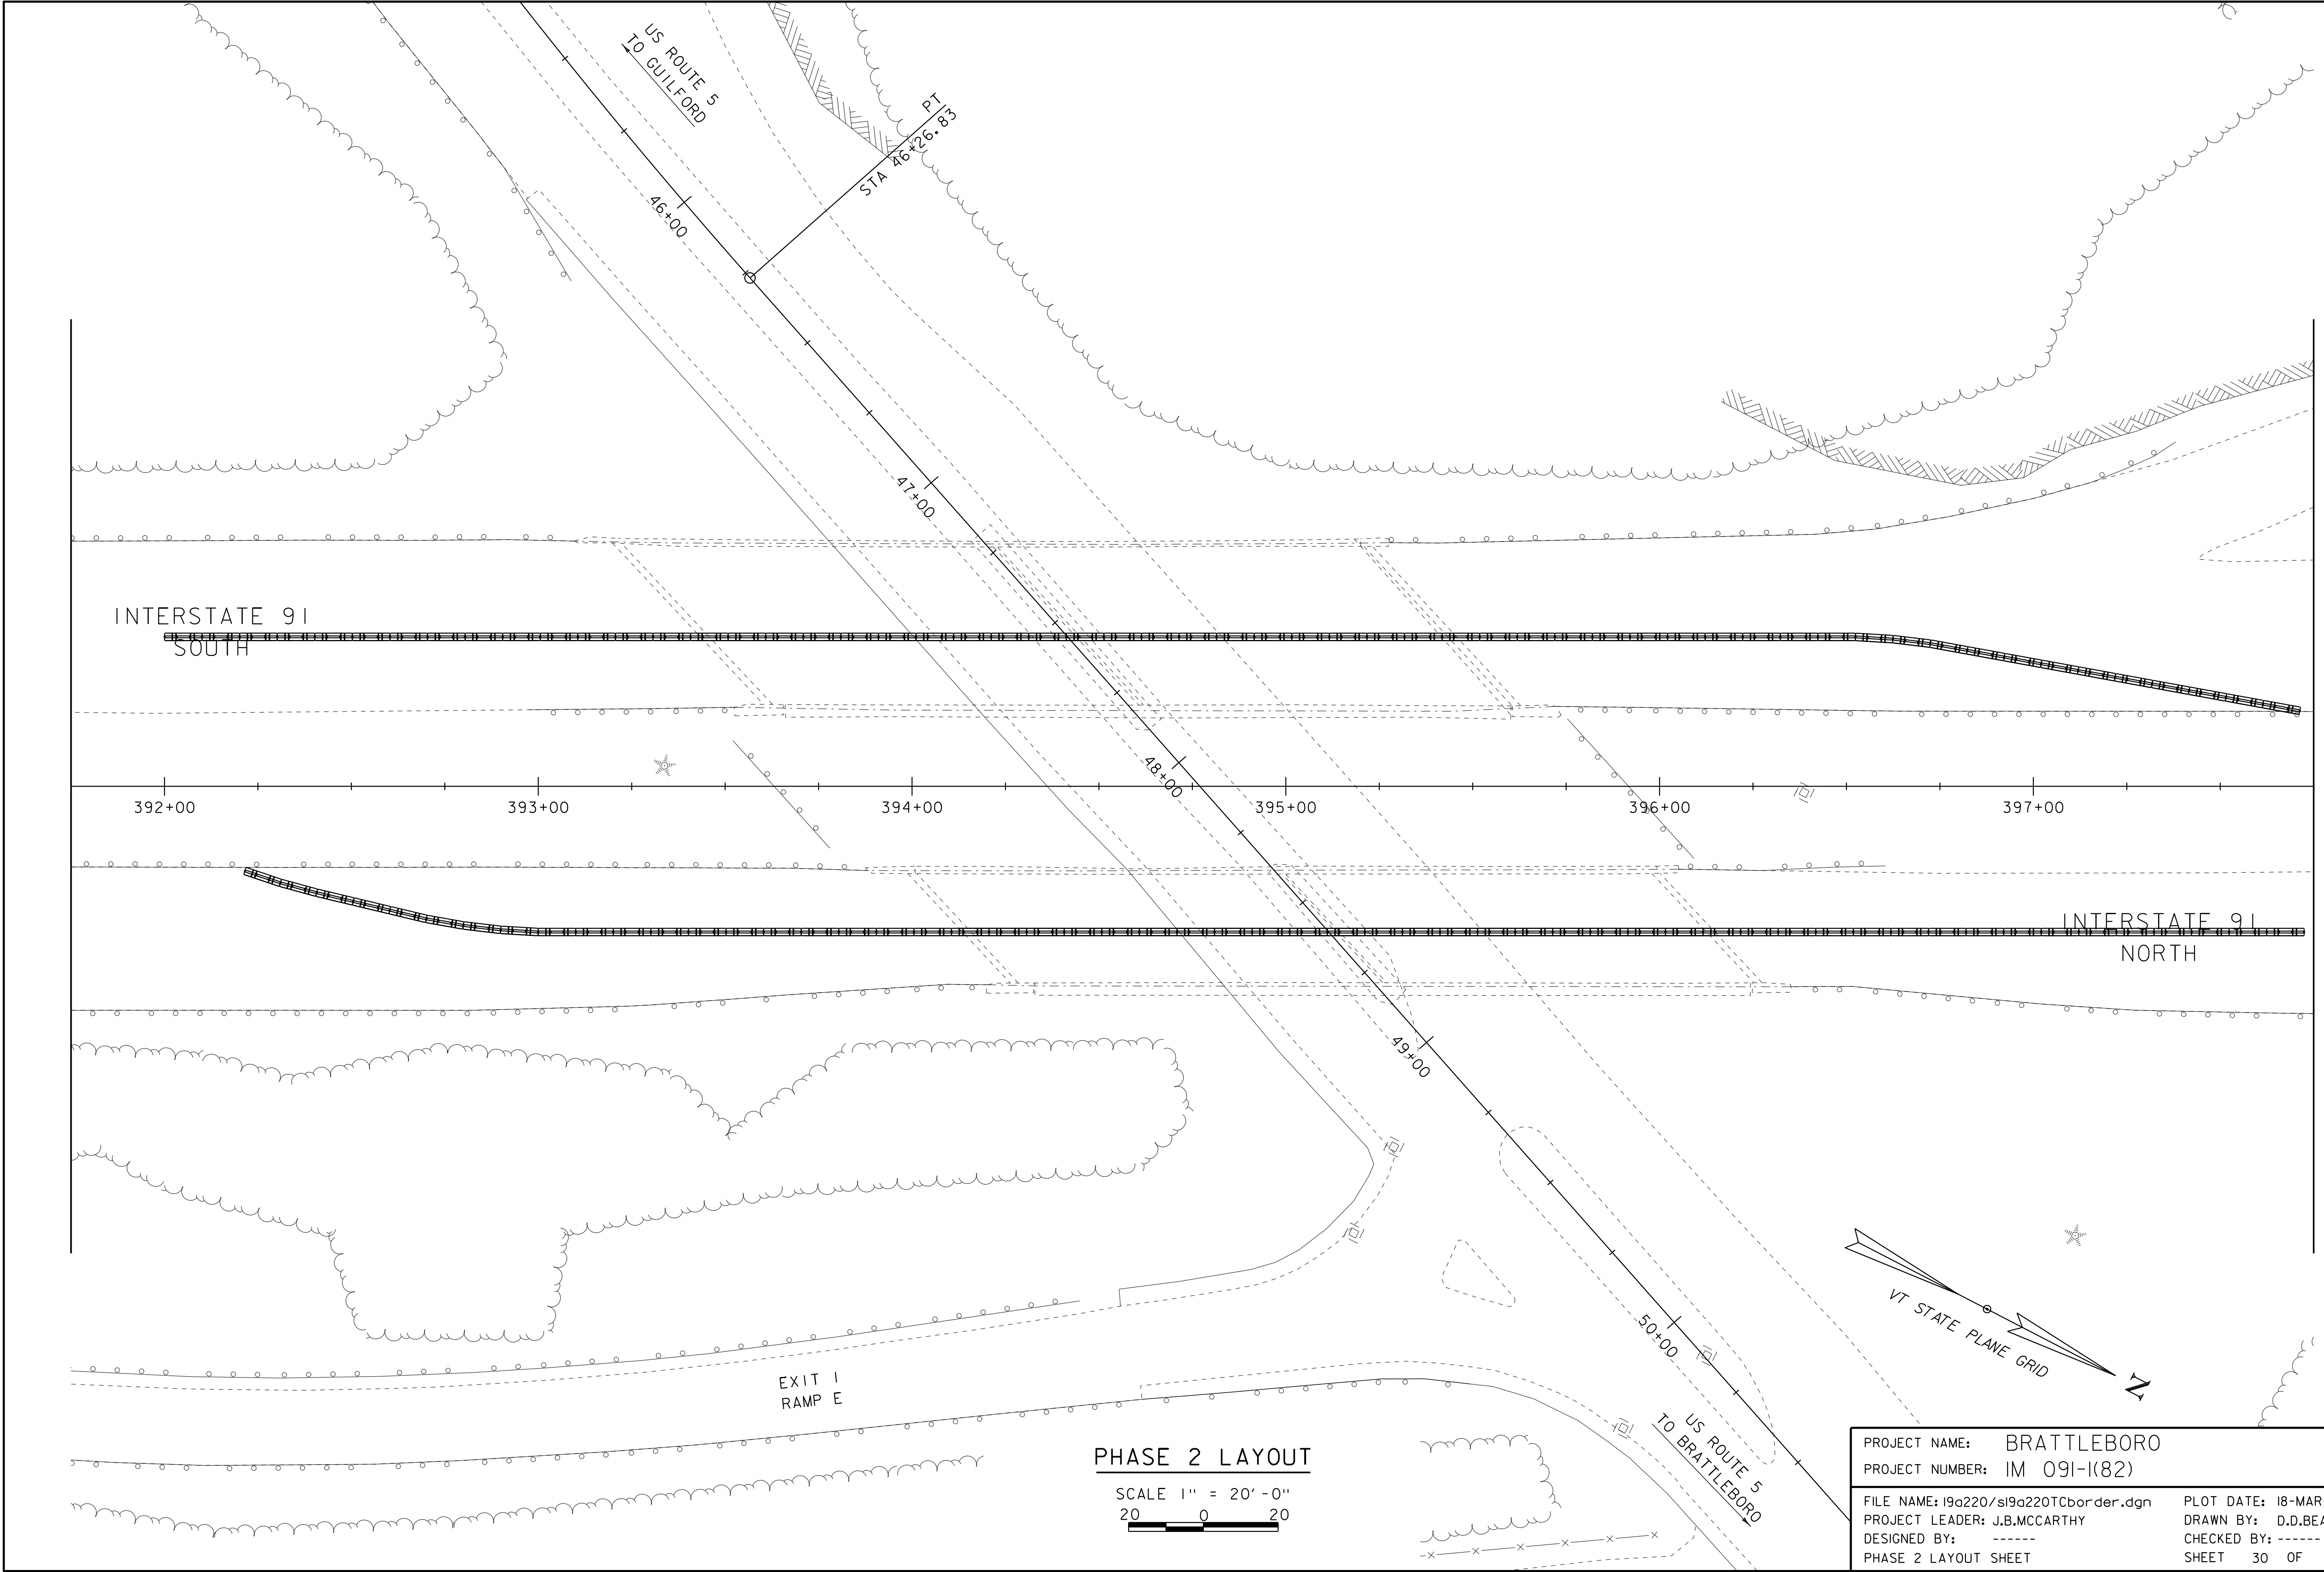 US ROUTE 5
TO GUILFORD
PT
STA 46+26.83
46+00
47+00
INTERSTATE 91
SOUTH
48+00
392+00
393+00
394+00
395+00
396+00
397+00
INTERSTATE 91
NORTH
49+00
50+00
VT STATE PLANE GRID
N
EXIT 1
RAMP E
US ROUTE 5
TO BRATTLEBORO
PHASE 2 LAYOUT
SCALE 1" = 20'-0"
20 0 20
PROJECT NAME: BRATTLEBORO
PROJECT NUMBER: IM 091-1(82)
FILE NAME: 19a220/s19a220TCborder.dgn PLOT DATE: 18-MAR
PROJECT LEADER: J.B.MCCARTHY DRAWN BY: D.D.BEA
DESIGNED BY: ------ CHECKED BY: ------
PHASE 2 LAYOUT SHEET SHEET 30 OF